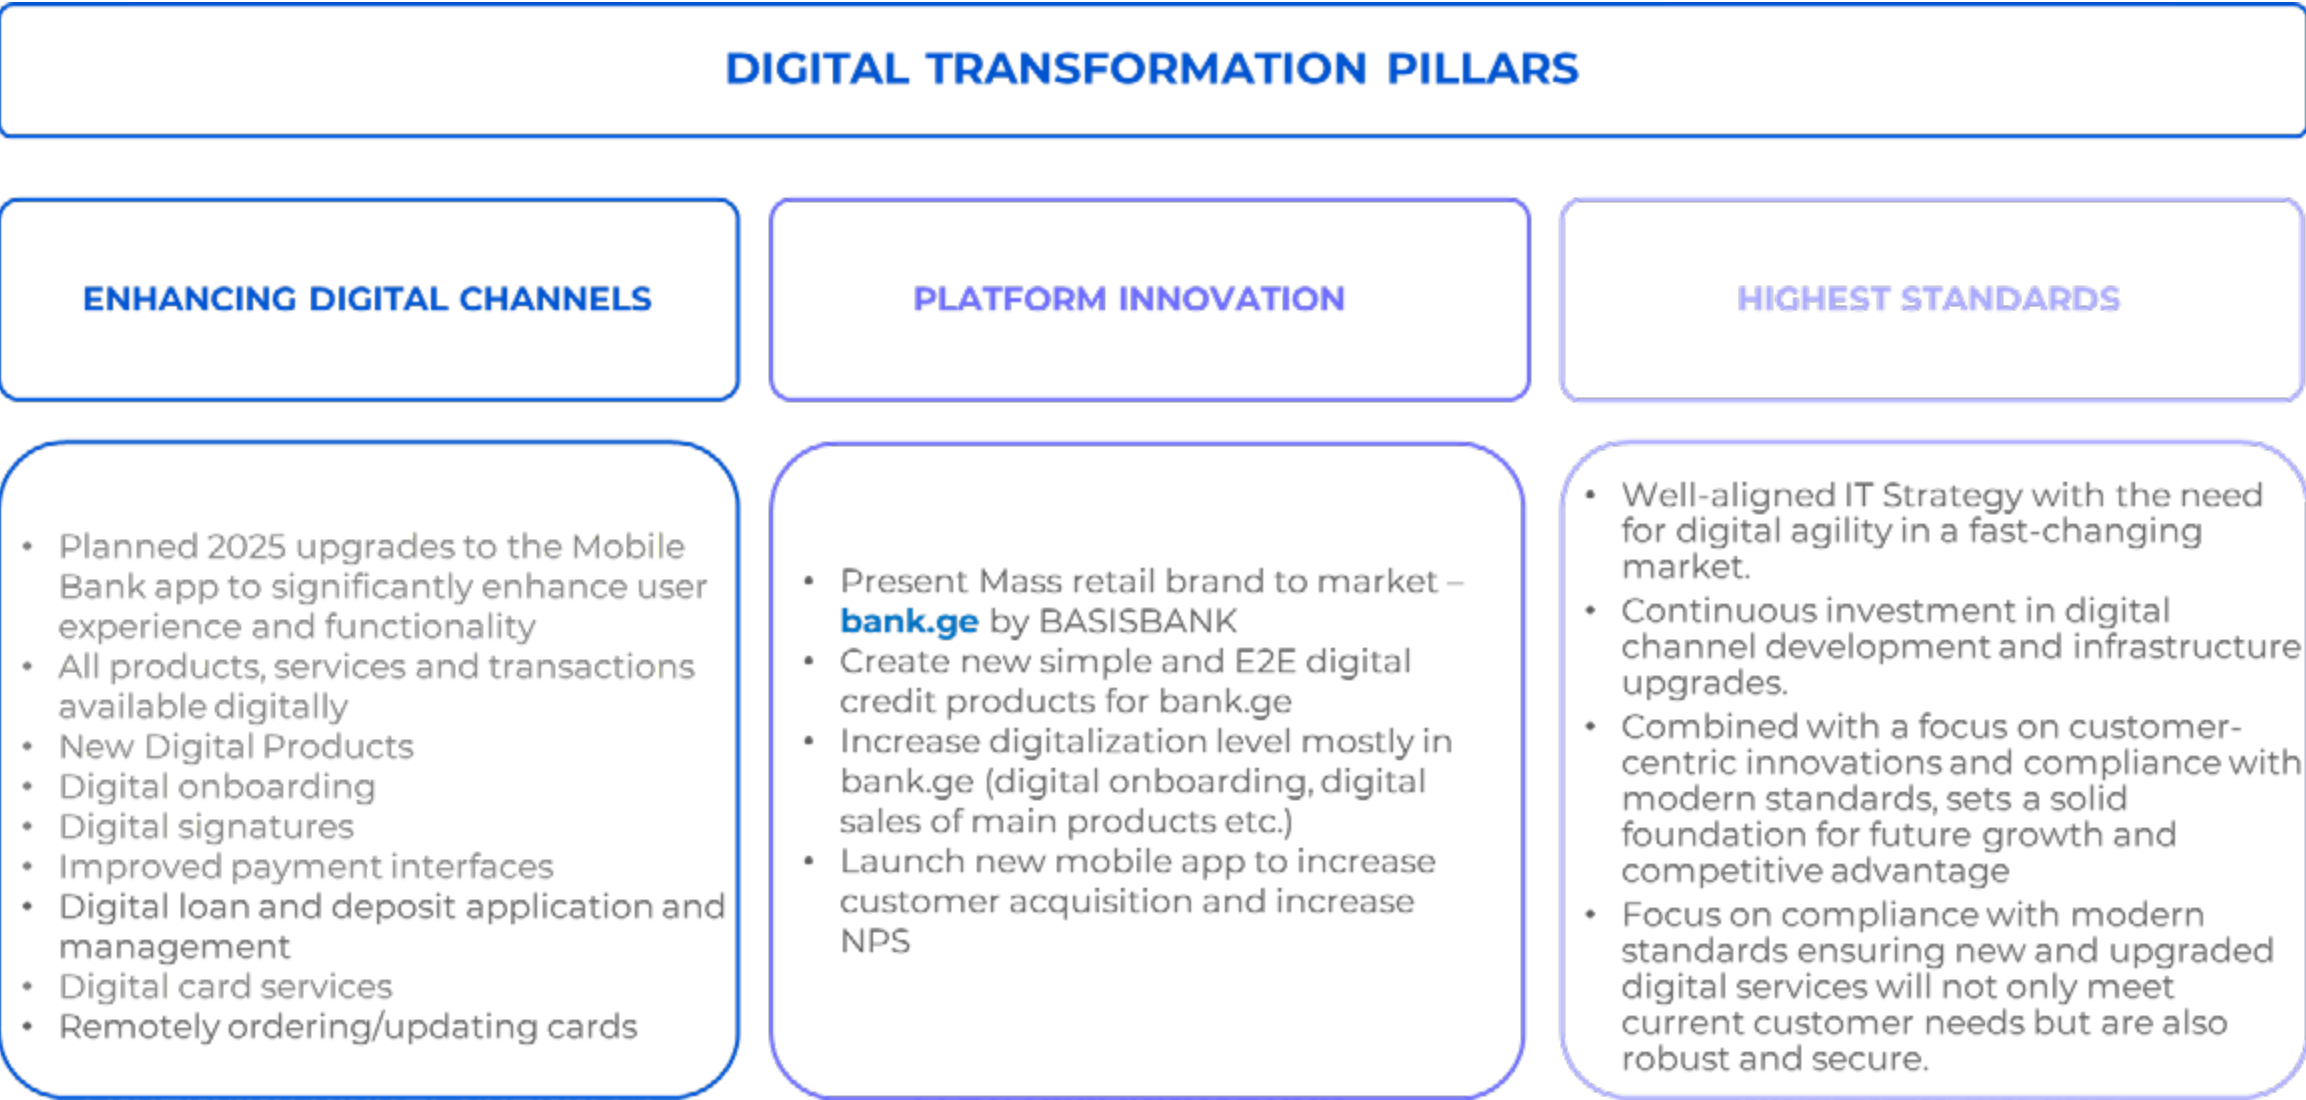 DIGITAL TRANSFORMATION PILLARS
ENHANCING DIGITAL CHANNELS
• Planned 2025 upgrades to the Mobile
Bank app to significantly enhance user
experience and functionality
• All products, services and transactions
available digitally
• New Digital Products
• Digital onboarding
• Digital signatures
• Improved payment interfaces
• Digital loan and deposit application and
management
• Digital card services
• Remotely ordering/updating cards
PLATFORM INNOVATION
• Present Mass retail brand to market –
bank.ge by BASISBANK
• Create new simple and E2E digital
credit products for bank.ge
• Increase digitalization level mostly in
bank.ge (digital onboarding, digital
sales of main products etc.)
• Launch new mobile app to increase
customer acquisition and increase
NPS
HIGHEST STANDARDS
• Well-aligned IT Strategy with the need
for digital agility in a fast-changing
market.
• Continuous investment in digital
channel development and infrastructure
upgrades.
• Combined with a focus on customer-
centric innovations and compliance with
modern standards, sets a solid
foundation for future growth and
competitive advantage
• Focus on compliance with modern
standards ensuring new and upgraded
digital services will not only meet
current customer needs but are also
robust and secure.